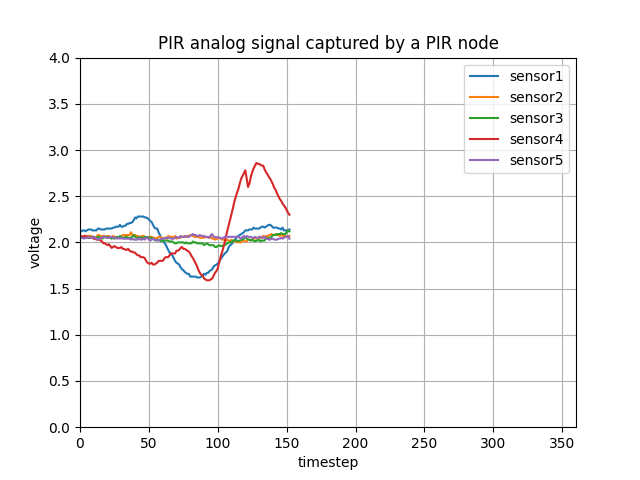 PIR analog signal captured by a PIR node
sensor1
sensor2
sensor3
sensor4
sensor5
voltage
4.0
3.5
3.0
2.5
2.0
1.5
1.0
0.5
0.0
0 50 100 150 200 250 300 350
timestep